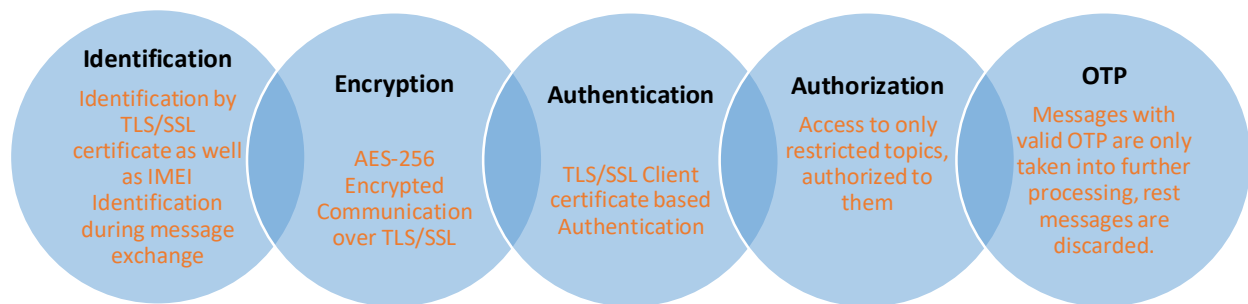 Identification
Identification by
TLS/SSL
certificate as well
as IMEI
Identification
during message
exchange
Encryption
AES-256
Encrypted
Communication
over TLS/SSL
Authentication
TLS/SSL Client
certificate based
Authentication
Authorization
Access to only
restricted topics,
authorized to
them
OTP
Messages with
valid OTP are only
taken into further
processing, rest
messages are
discarded.